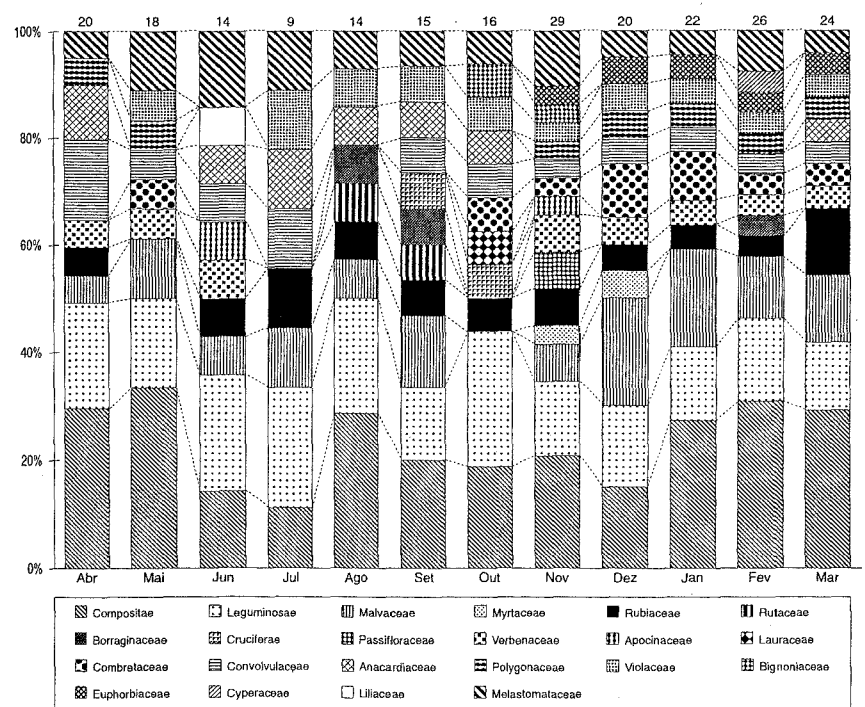 20 18 14 9 14 15 16 29 20 22 26 24
100%
80%
60%
40%
20%
0%
Abr Mai Jun Jul Ago Set Out Nov Dez Jan Fev Mar
Compositae Leguminosae Malvaceae Myrtaceae Rubiaceae Rutaceae
Borraginaceae Cruciferae Passifloraceae Verbenaceae Apocinaceae Lauraceae
Combretaceae Convolvulaceae Anacardiaceae Polygonaceae Violaceae Bignoniaceae
Euphorbiaceae Cyperaceae Liliaceae Melastomataceae